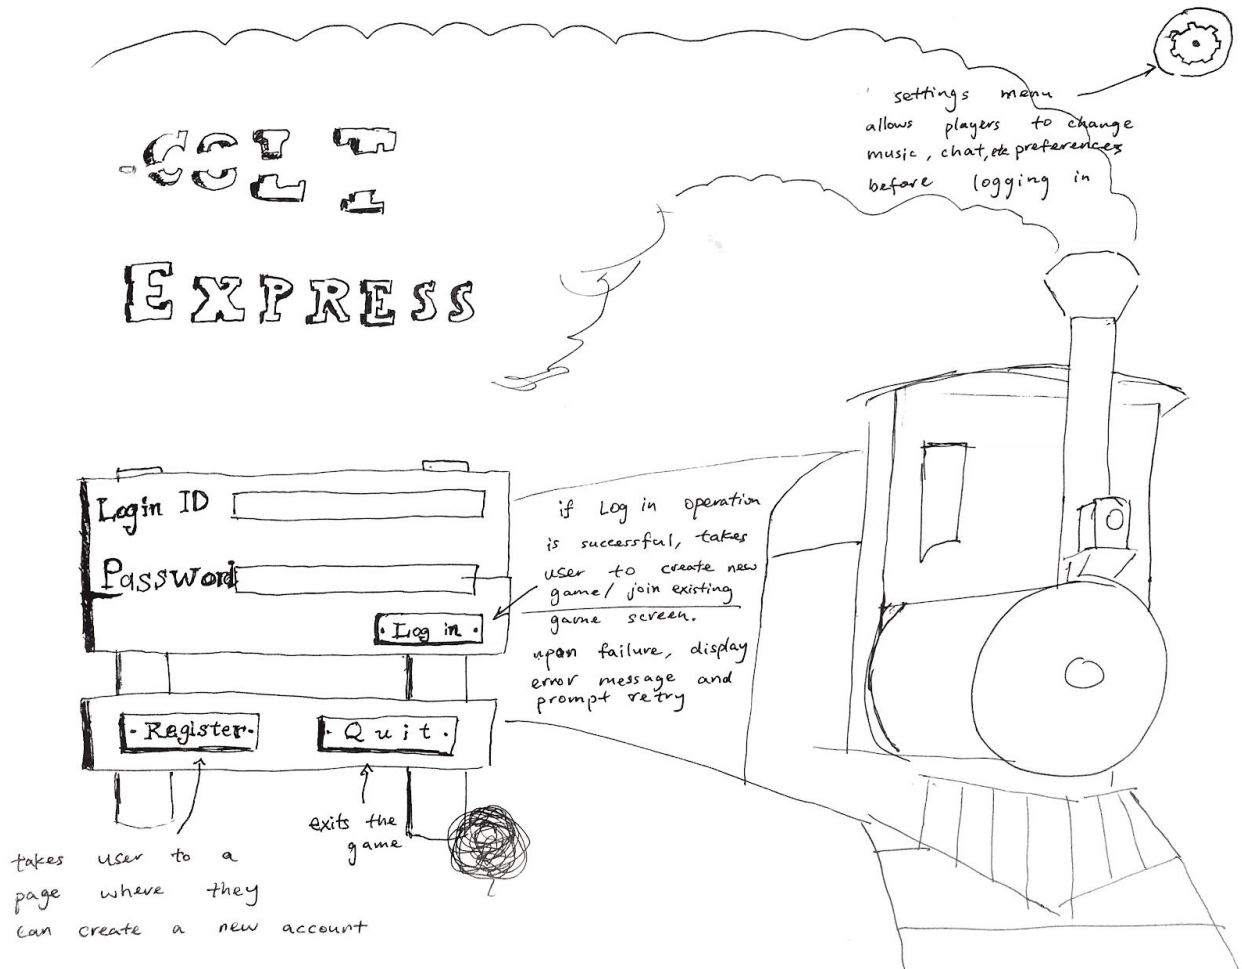 COLT
EXPRESS
settings menu
allows players to change
music, chat, etc preferences
before logging in
Login ID
Password
Log in
if Log in operation
is successful, takes
user to create new
game/ join existing
game screen.
upon failure, display
error message and
prompt retry
Register
Quit
exits the
game
takes user to a
page where they
can create a new account